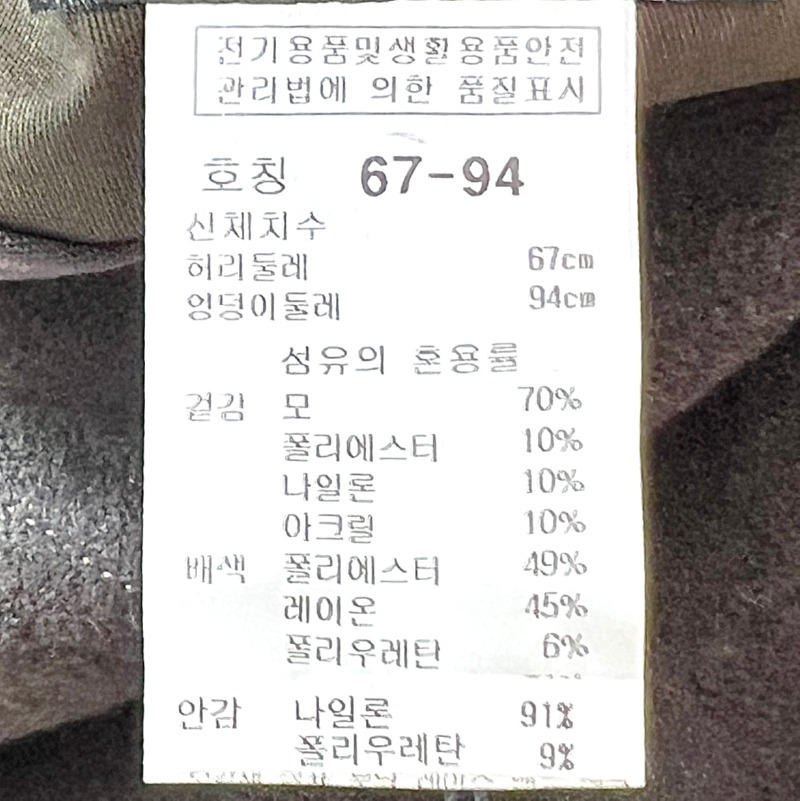 전기용품및생활용품안전
관리법에 의한 품질표시
호칭 67-94
신체치수
허리둘레 67cm
엉덩이둘레 94cm
섬유의 혼용률
겉감 모 70%
폴리에스터 10%
나일론 10%
아크릴 10%
배색 폴리에스터 49%
레이온 45%
폴리우레탄 6%
안감 나일론 91%
폴리우레탄 9%